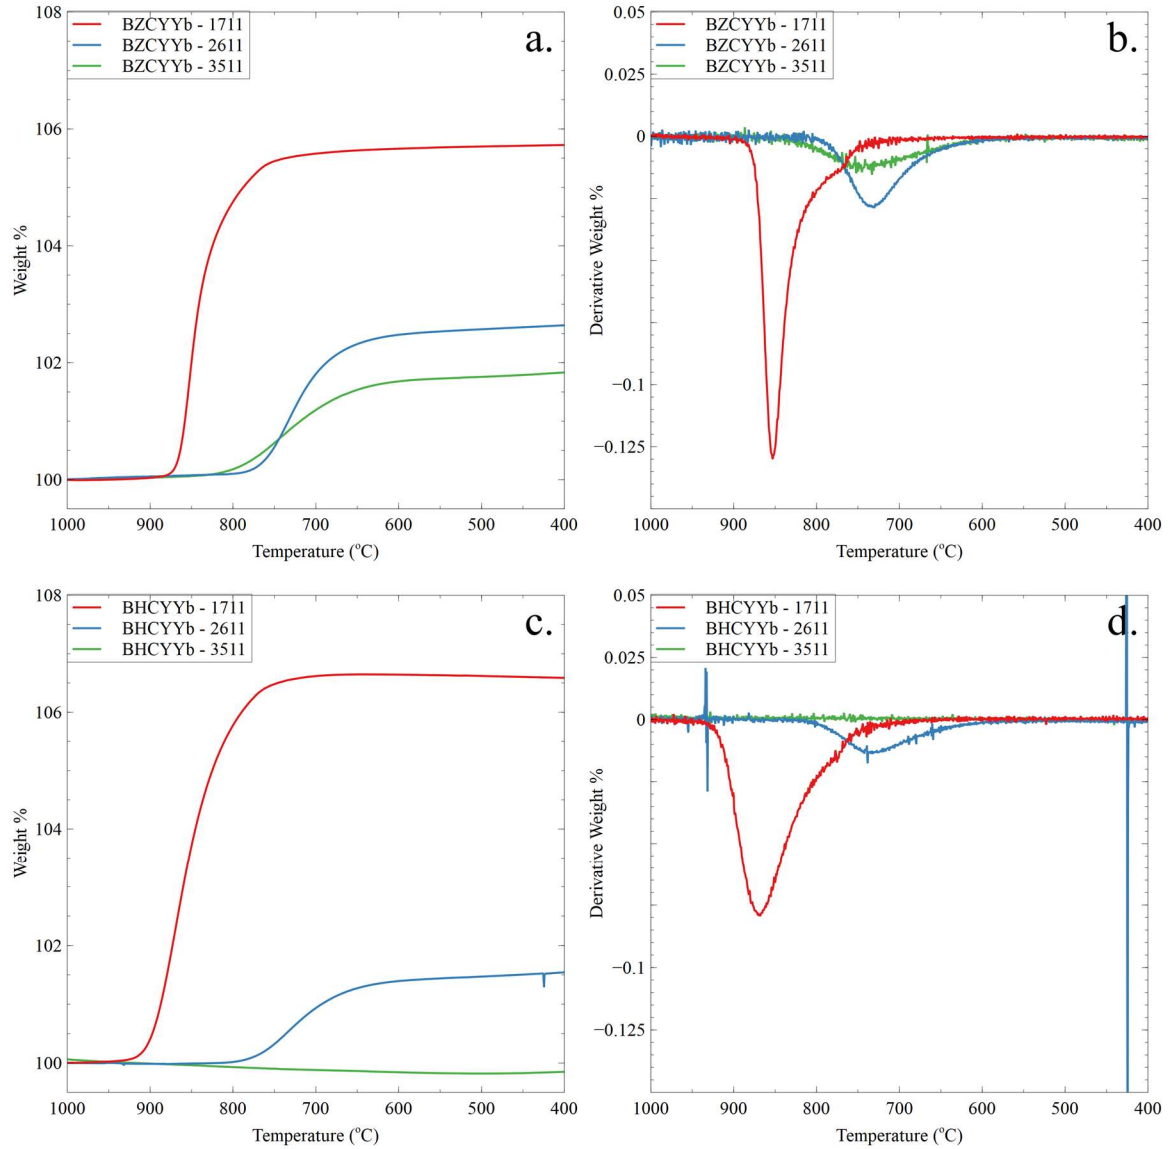 108
106
104
102
100
BZCYYb - 1711
BZCYYb - 2611
BZCYYb - 3511
a.
Weight %
1000 900 800 700 600 500 400
Temperature (°C)
0.05
0.025
0
−0.1
−0.125
BZCYYb - 1711
BZCYYb - 2611
BZCYYb - 3511
b.
Derivative Weight %
1000 900 800 700 600 500 400
Temperature (°C)
108
106
104
102
100
BHCYYb - 1711
BHCYYb - 2611
BHCYYb - 3511
c.
Weight %
1000 900 800 700 600 500 400
Temperature (°C)
0.05
0.025
0
−0.1
−0.125
BHCYYb - 1711
BHCYYb - 2611
BHCYYb - 3511
d.
Derivative Weight %
1000 900 800 700 600 500 400
Temperature (°C)